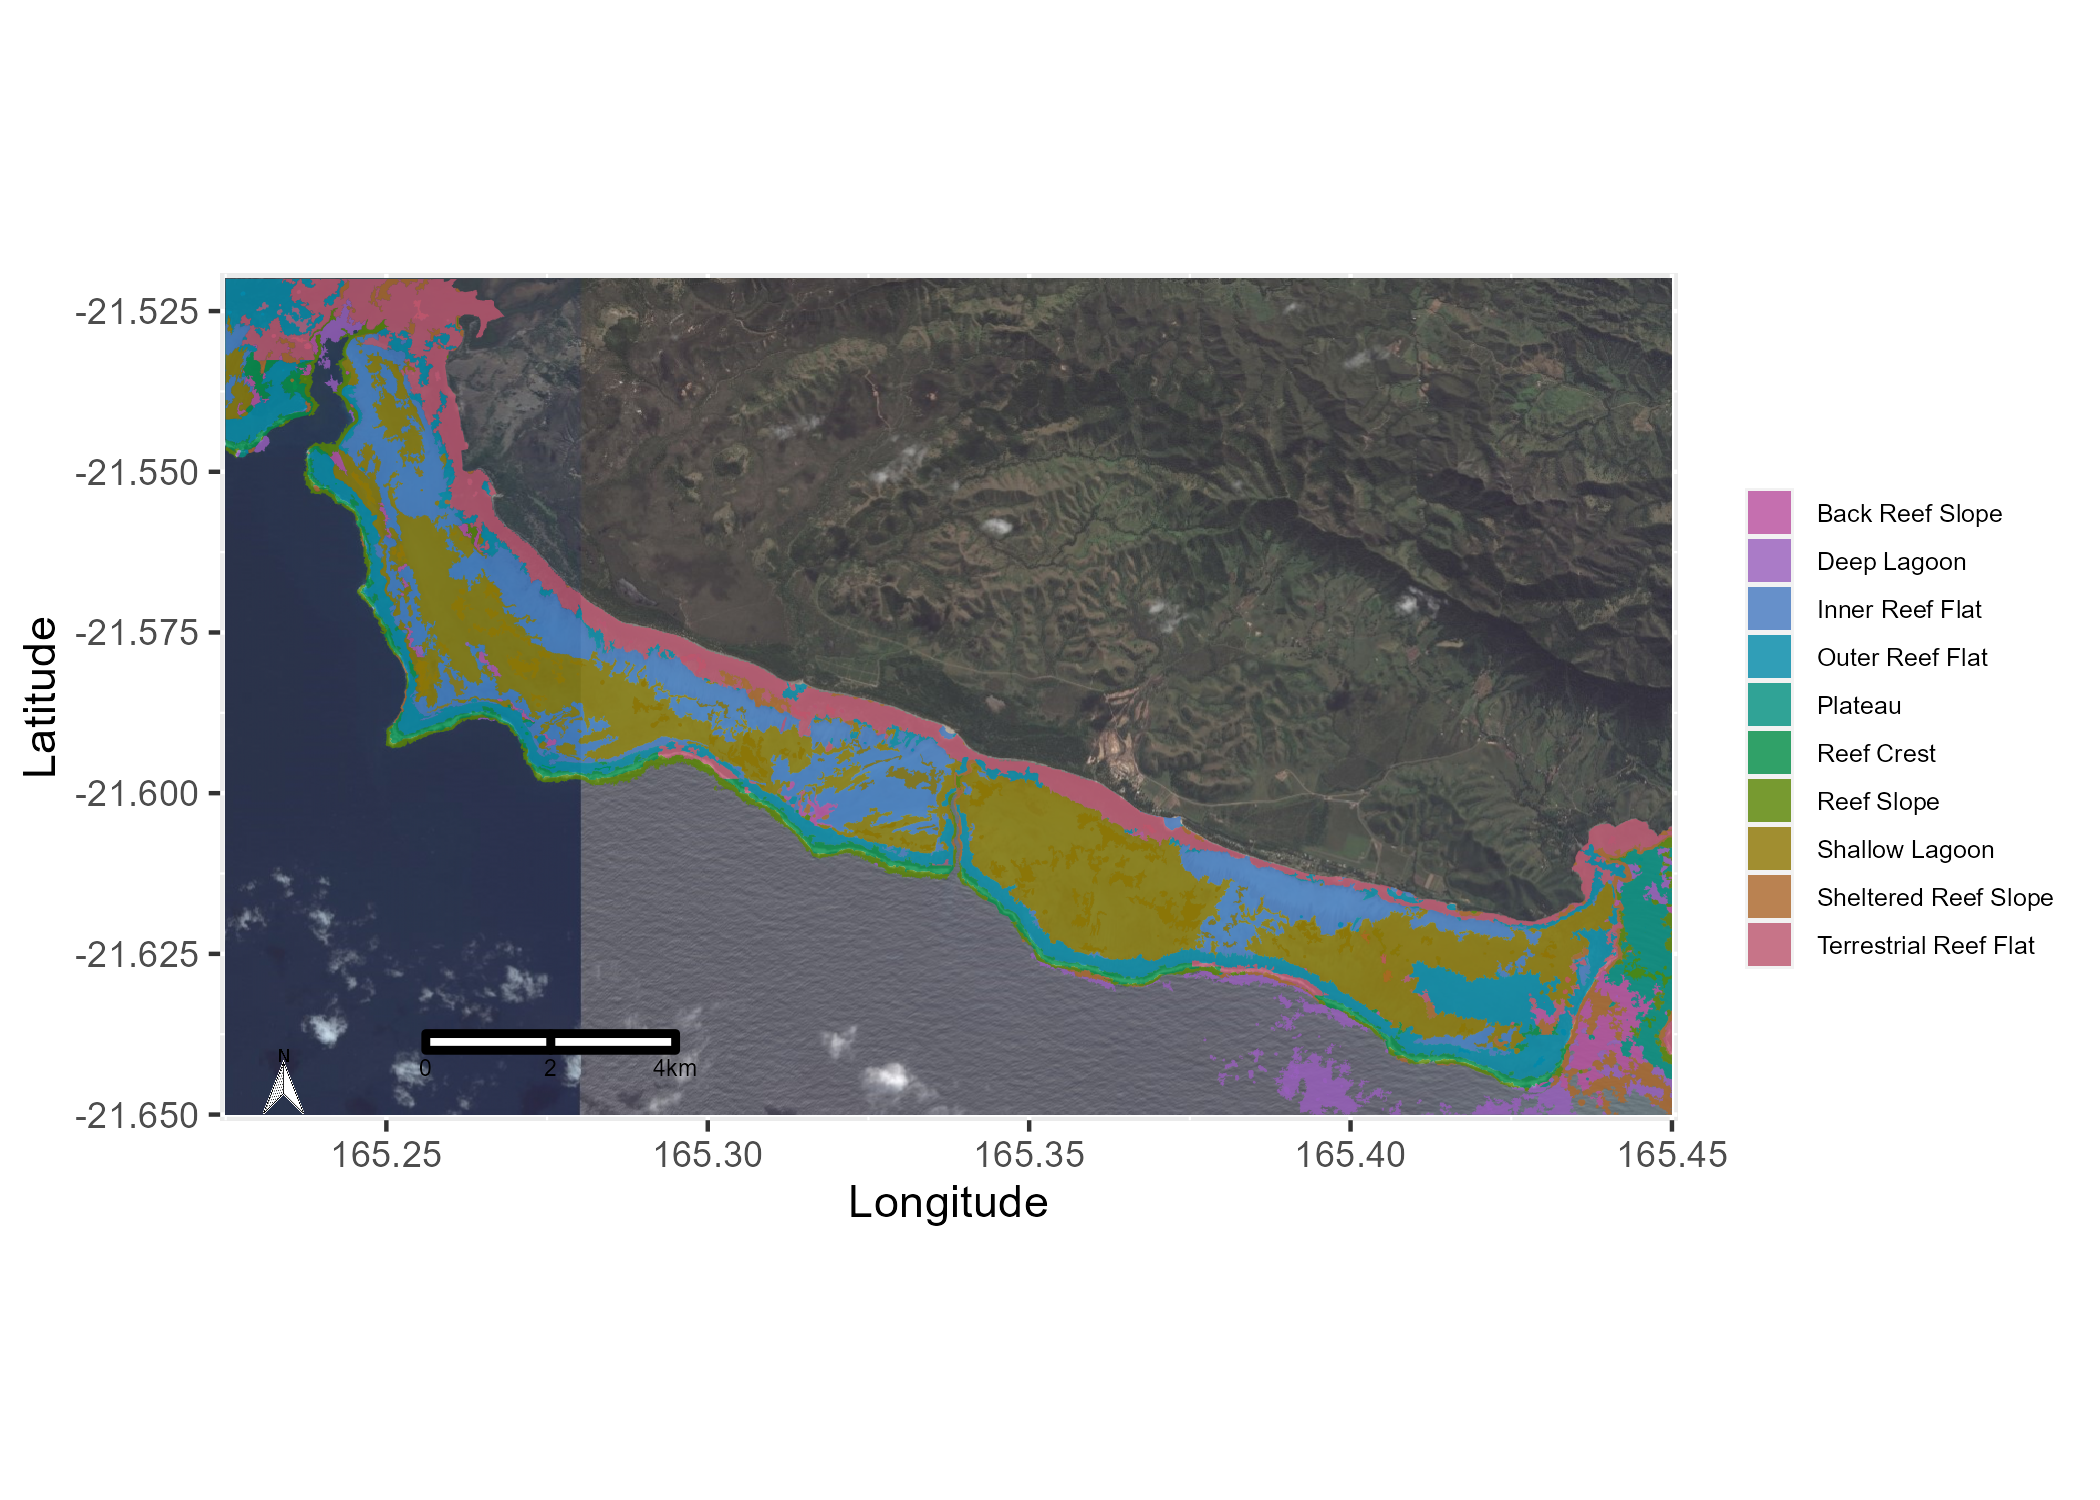 Latitude
-21.525
-21.550
-21.575
-21.600
-21.625
-21.650
N
0 2 4km
165.25 165.30 165.35 165.40 165.45
Longitude
Back Reef Slope
Deep Lagoon
Inner Reef Flat
Outer Reef Flat
Plateau
Reef Crest
Reef Slope
Shallow Lagoon
Sheltered Reef Slope
Terrestrial Reef Flat